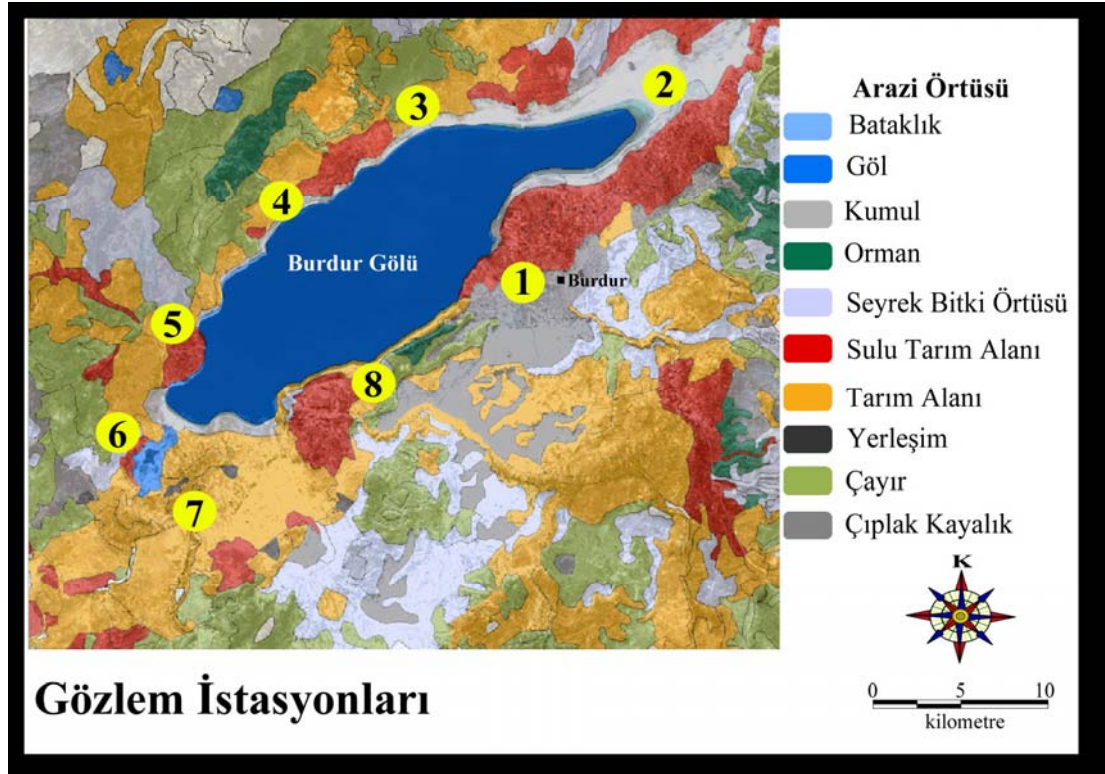 Arazi Örtüsü
Bataklık
Göl
Kumul
Orman
Seyrek Bitki Örtüsü
Sulu Tarım Alanı
Tarım Alanı
Yerleşim
Çayır
Çıplak Kayalık
2
3
4
Burdur Gölü
1
Burdur
5
8
6
7
K
0 5 10
kilometre
Gözlem İstasyonları